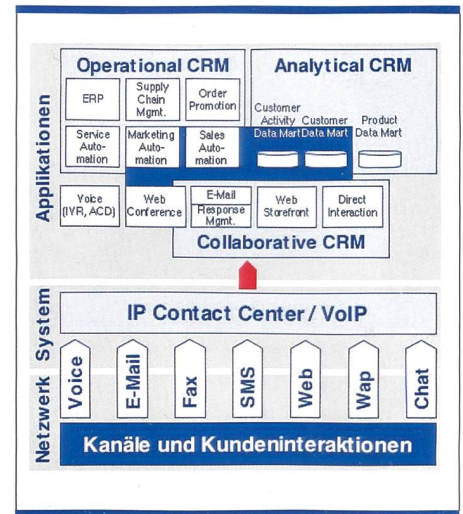 Operational CRM
Analytical CRM
ERP
Supply
Chain
Mgmt.
Order
Promotion
Customer
Activity
Data Mart
Customer
Data Mart
Product
Data Mart
Service
Auto-
mation
Marketing
Auto-
mation
Sales
Auto-
mation
Voice
(IVR, ACD)
Web
Conference
E-Mail
Response
Mgmt.
Web
Storefront
Direct
Interaction
Collaborative CRM
Applikationen
IP Contact Center / VoIP
System
Voice
E-Mail
Fax
SMS
Web
Wap
Chat
Netzwerk
Kanäle und Kundeninteraktionen